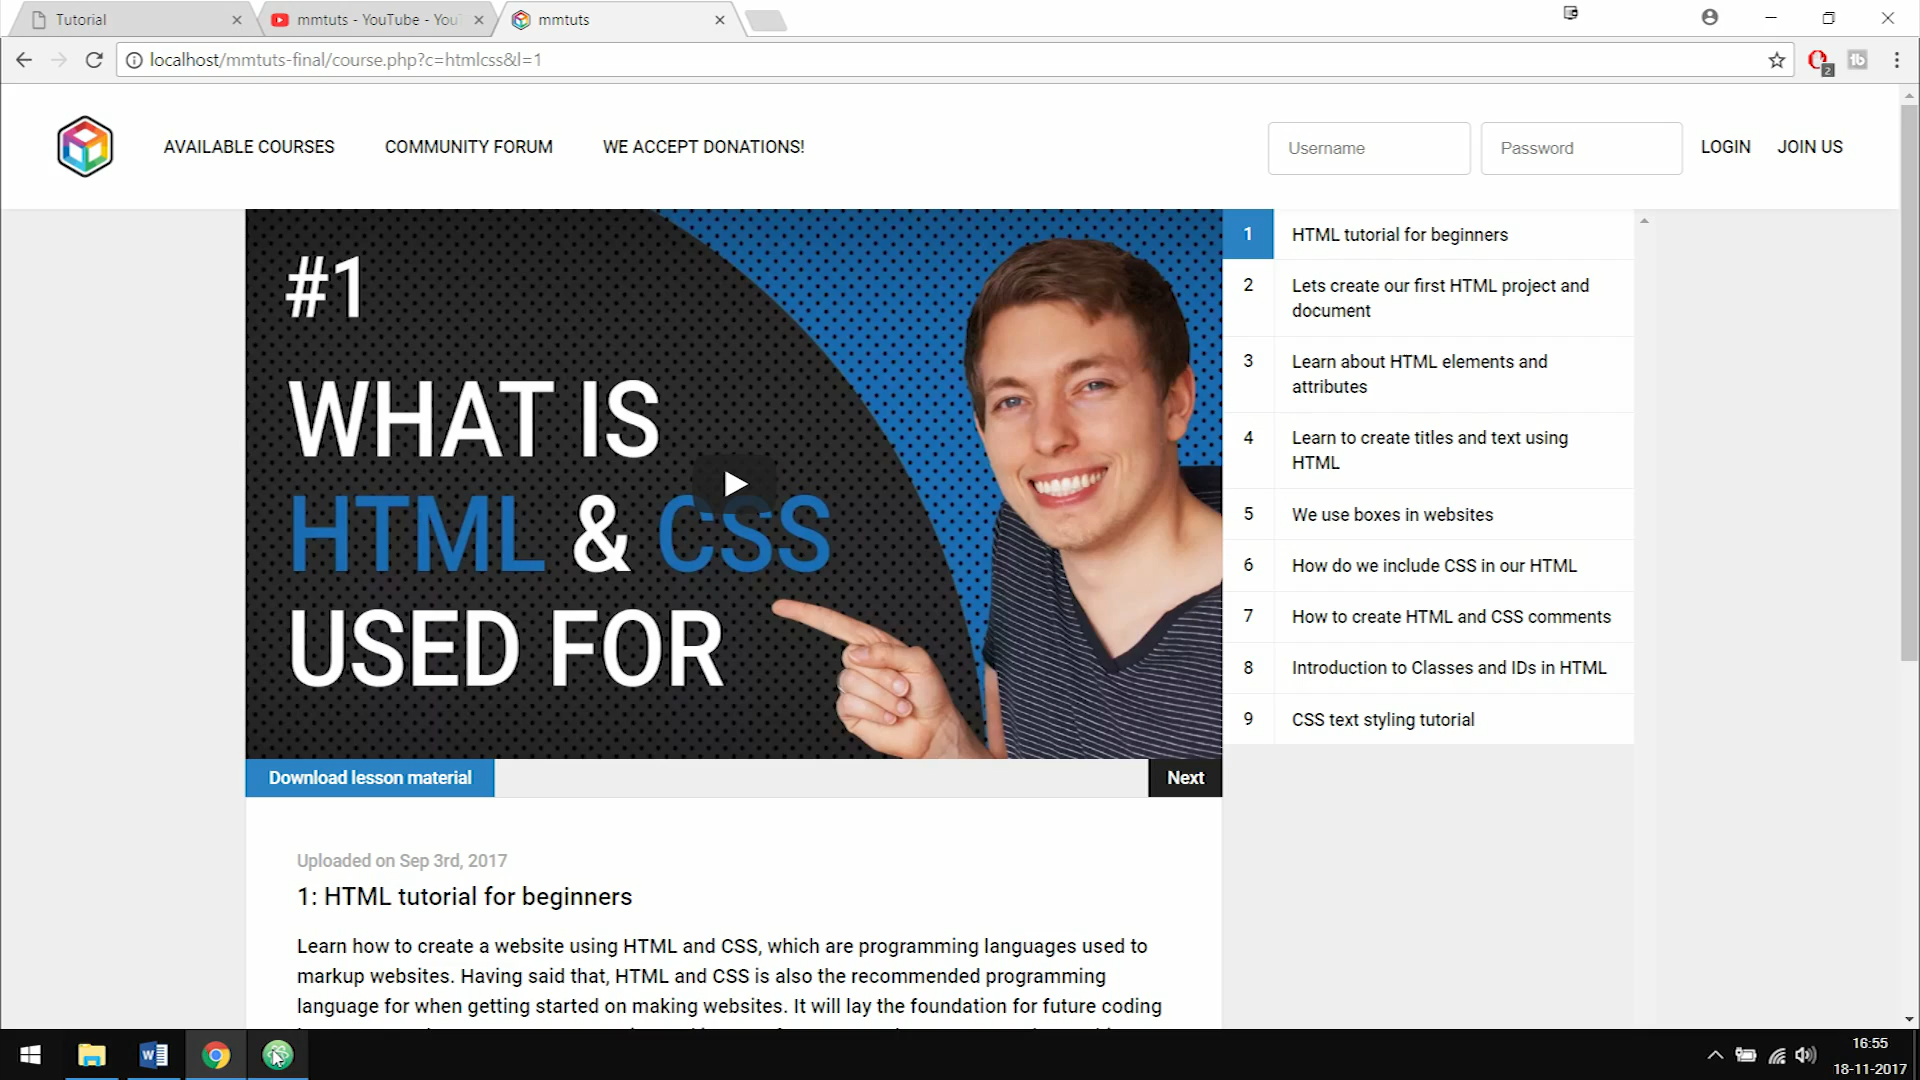 Tutorial
mmtuts - YouTube - You
mmtuts
localhost/mmtuts-final/course.php?c=htmlcss&l=1
2
AVAILABLE COURSES
COMMUNITY FORUM
WE ACCEPT DONATIONS!
Username
Password
LOGIN
JOIN US
#1
WHAT IS
HTML & CSS
USED FOR
1 HTML tutorial for beginners
2 Lets create our first HTML project and
document
3 Learn about HTML elements and
attributes
4 Learn to create titles and text using
HTML
5 We use boxes in websites
6 How do we include CSS in our HTML
7 How to create HTML and CSS comments
8 Introduction to Classes and IDs in HTML
9 CSS text styling tutorial
Download lesson material
Next
Uploaded on Sep 3rd, 2017
1: HTML tutorial for beginners
Learn how to create a website using HTML and CSS, which are programming languages used to
markup websites. Having said that, HTML and CSS is also the recommended programming
language for when getting started on making websites. It will lay the foundation for future coding
16:55
18-11-2017